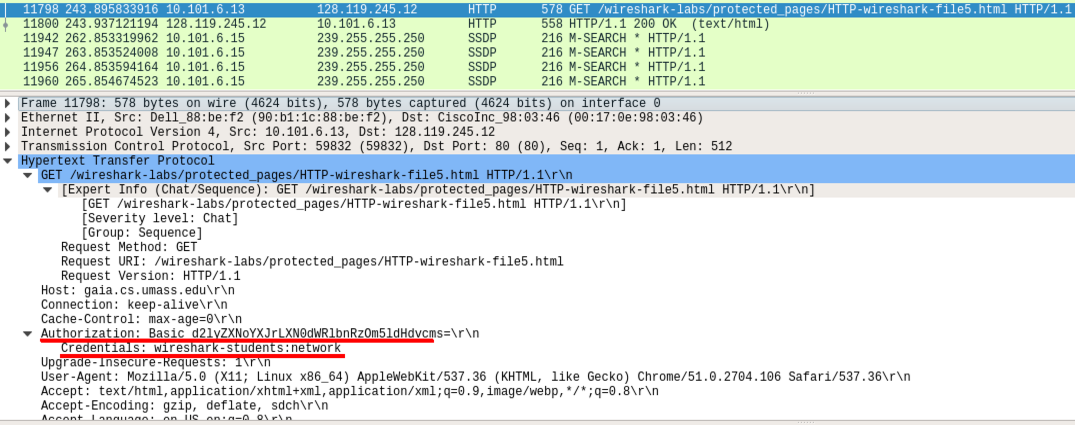 11798 243.895833916 10.101.6.13 128.119.245.12 HTTP 578 GET /wireshark-labs/protected_pages/HTTP-wireshark-file5.html HTTP/1.1
11800 243.937121194 128.119.245.12 10.101.6.13 HTTP 558 HTTP/1.1 200 OK (text/html)
11942 262.853319962 10.101.6.15 239.255.255.250 SSDP 216 M-SEARCH * HTTP/1.1
11947 263.853524008 10.101.6.15 239.255.255.250 SSDP 216 M-SEARCH * HTTP/1.1
11956 264.853594164 10.101.6.15 239.255.255.250 SSDP 216 M-SEARCH * HTTP/1.1
11960 265.854674523 10.101.6.15 239.255.255.250 SSDP 216 M-SEARCH * HTTP/1.1
Frame 11798: 578 bytes on wire (4624 bits), 578 bytes captured (4624 bits) on interface 0
Ethernet II, Src: Dell_88:be:f2 (90:b1:1c:88:be:f2), Dst: CiscoInc_98:03:46 (00:17:0e:98:03:46)
Internet Protocol Version 4, Src: 10.101.6.13, Dst: 128.119.245.12
Transmission Control Protocol, Src Port: 59832 (59832), Dst Port: 80 (80), Seq: 1, Ack: 1, Len: 512
Hypertext Transfer Protocol
GET /wireshark-labs/protected_pages/HTTP-wireshark-file5.html HTTP/1.1\r\n
[Expert Info (Chat/Sequence): GET /wireshark-labs/protected_pages/HTTP-wireshark-file5.html HTTP/1.1\r\n]
[GET /wireshark-labs/protected_pages/HTTP-wireshark-file5.html HTTP/1.1\r\n]
[Severity level: Chat]
[Group: Sequence]
Request Method: GET
Request URI: /wireshark-labs/protected_pages/HTTP-wireshark-file5.html
Request Version: HTTP/1.1
Host: gaia.cs.umass.edu\r\n
Connection: keep-alive\r\n
Cache-Control: max-age=0\r\n
Authorization: Basic d2lyZXNoYXJrLXN0dWRlbnRzOm5ldHdvcms=\r\n
Credentials: wireshark-students:network
Upgrade-Insecure-Requests: 1\r\n
User-Agent: Mozilla/5.0 (X11; Linux x86_64) AppleWebKit/537.36 (KHTML, like Gecko) Chrome/51.0.2704.106 Safari/537.36\r\n
Accept: text/html,application/xhtml+xml,application/xml;q=0.9,image/webp,*/*;q=0.8\r\n
Accept-Encoding: gzip, deflate, sdch\r\n
Accept-Language: en-US,en;q=0.8\r\n